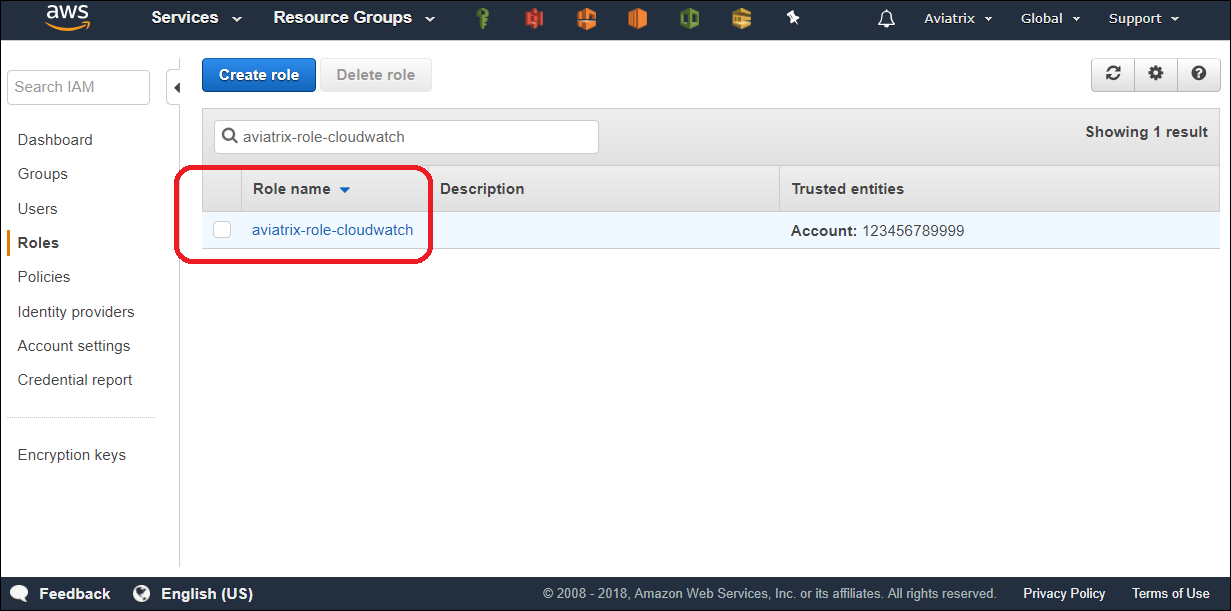 aws Services Resource Groups Aviatrix Global Support
Search IAM
Dashboard
Groups
Users
Roles
Policies
Identity providers
Account settings
Credential report
Encryption keys
Create role Delete role
aviatrix-role-cloudwatch Showing 1 result
Role name Description Trusted entities
aviatrix-role-cloudwatch Account: 123456789999
Feedback English (US) © 2008 - 2018, Amazon Web Services, Inc. or its affiliates. All rights reserved. Privacy Policy Terms of Use